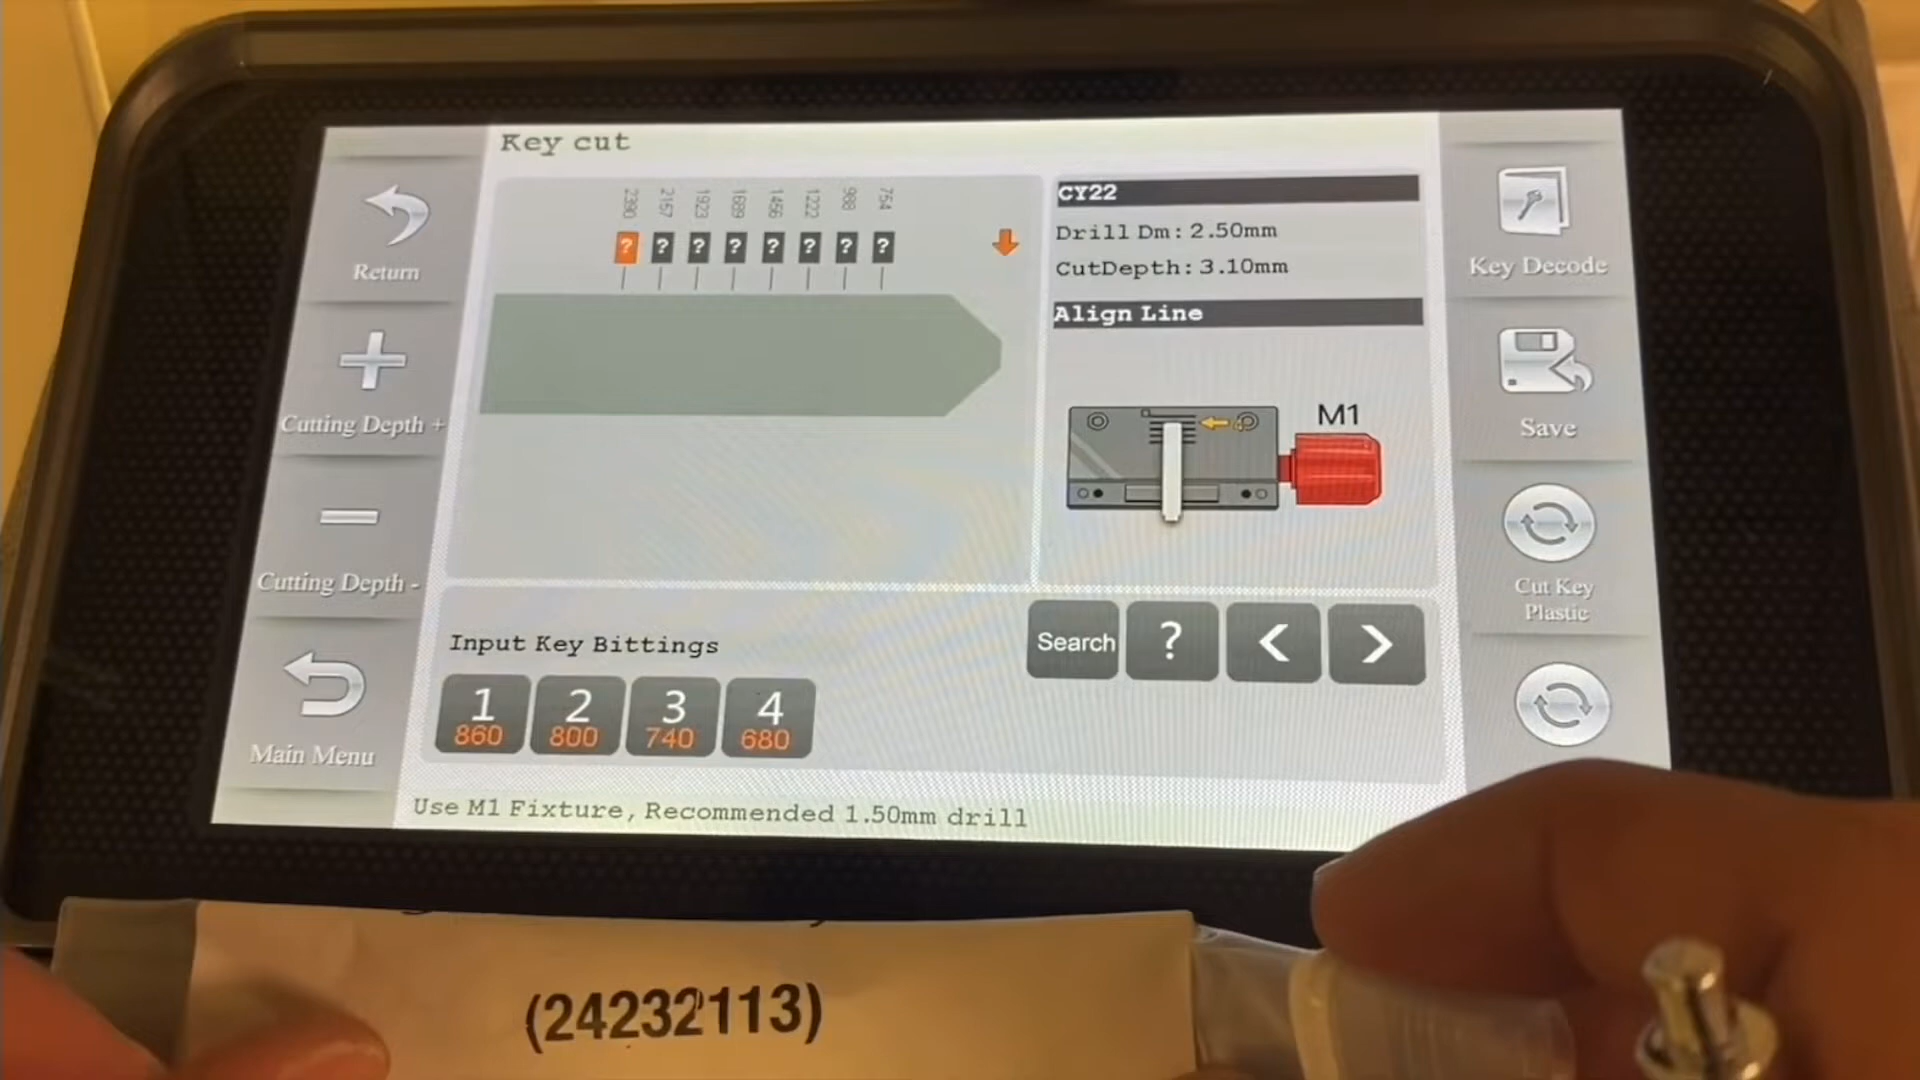 Key cut
2390 2157 1923 1689 1456 1222 988 754
? ? ? ? ? ? ? ?
Return
Cutting Depth +
Cutting Depth -
Main Menu
CY22
Drill Dm: 2.50mm
CutDepth: 3.10mm
Align Line
M1
Key Decode
Save
Cut Key
Plastic
Input Key Bittings
Search ? < >
1 2 3 4
860 800 740 680
Use M1 Fixture, Recommended 1.50mm drill
(24232113)